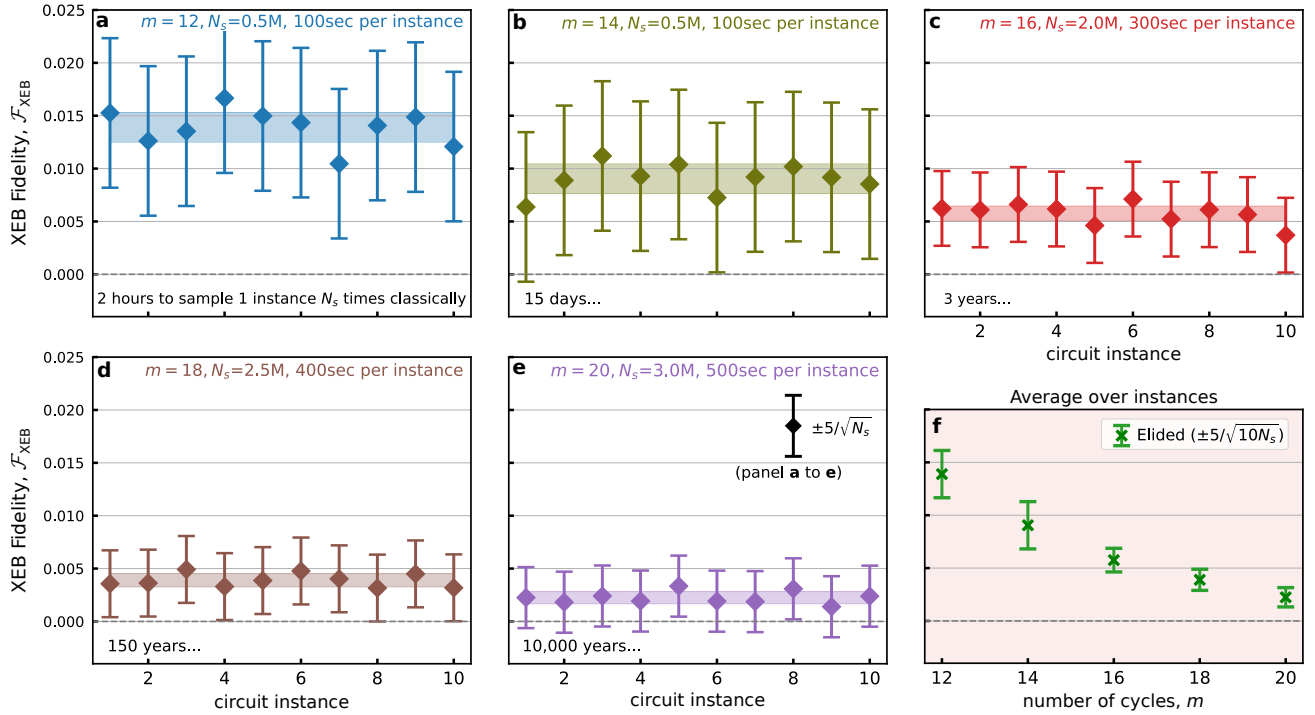 a
m = 12, Nₛ=0.5M, 100sec per instance
XEB Fidelity, ℱ_XEB
0.025
0.020
0.015
0.010
0.005
0.000
2 hours to sample 1 instance Nₛ times classically
b
m = 14, Nₛ=0.5M, 100sec per instance
15 days...
c
m = 16, Nₛ=2.0M, 300sec per instance
3 years...
2 4 6 8 10
circuit instance
d
m = 18, Nₛ=2.5M, 400sec per instance
XEB Fidelity, ℱ_XEB
0.025
0.020
0.015
0.010
0.005
0.000
150 years...
2 4 6 8 10
circuit instance
e
m = 20, Nₛ=3.0M, 500sec per instance
±5/√Nₛ
(panel a to e)
10,000 years...
2 4 6 8 10
circuit instance
Average over instances
f
Elided (±5/√10Nₛ)
12 14 16 18 20
number of cycles, m